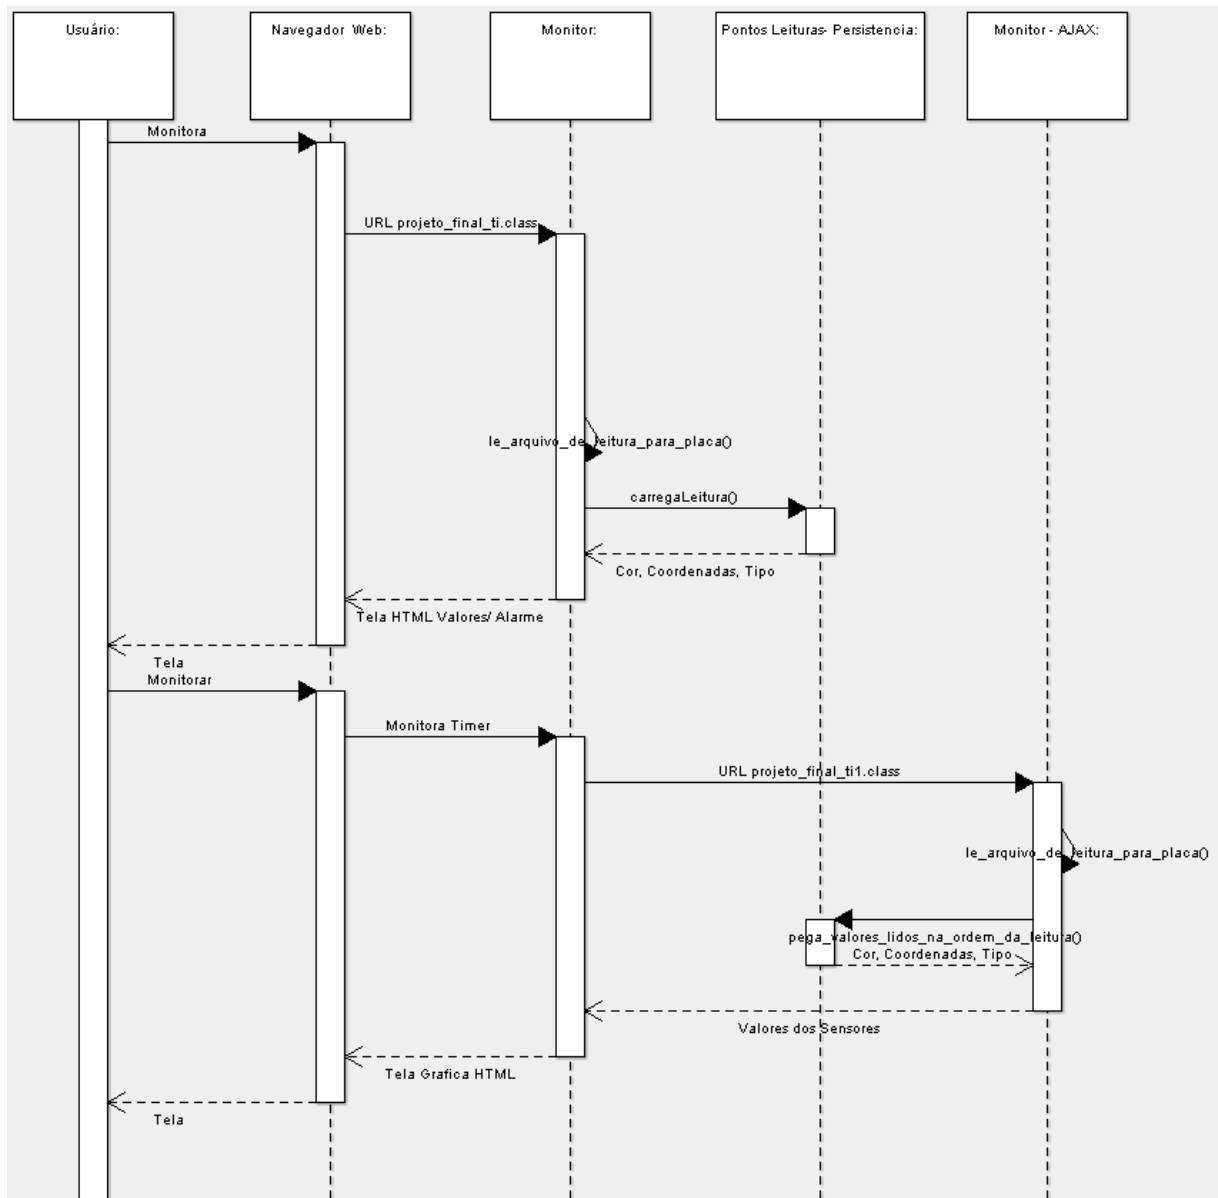 Usuário:
Navegador Web:
Monitor:
Pontos Leituras- Persistencia:
Monitor - AJAX:
Monitora
URL projeto_final_ti.class
le_arquivo_de_leitura_para_placa()
carregaLeitura()
Cor, Coordenadas, Tipo
Tela HTML Valores/ Alarme
Tela
Monitorar
Monitora Timer
URL projeto_final_ti1.class
le_arquivo_de_leitura_para_placa()
pega_valores_lidos_na_ordem_da_leitura()
Cor, Coordenadas, Tipo
Valores dos Sensores
Tela Grafica HTML
Tela